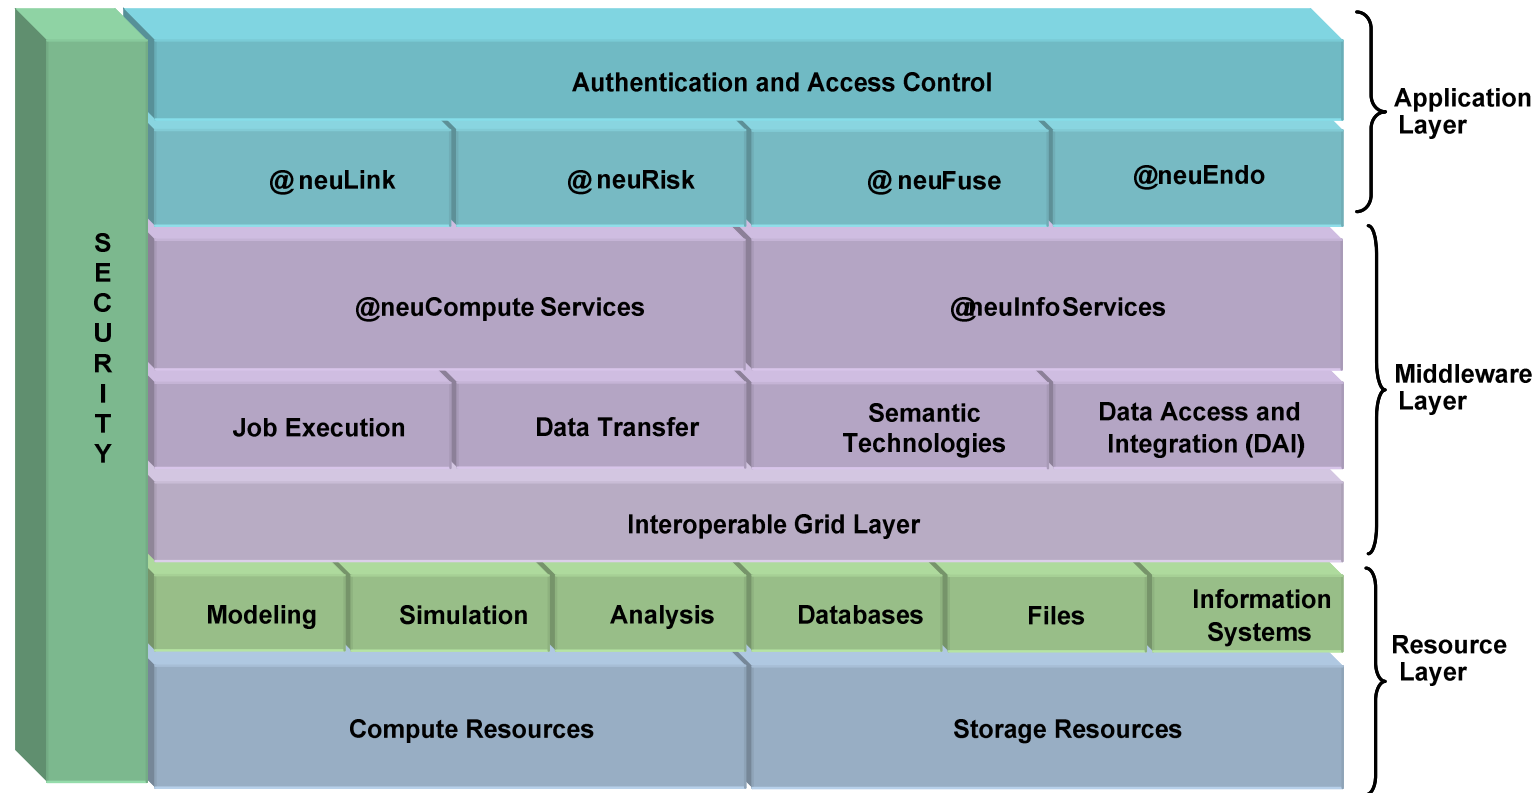 Authentication and Access Control
Application
Layer
@neuLink
@neuRisk
@neuFuse
@neuEndo
SECURITY
@neuCompute Services
@neuInfo Services
Middleware
Layer
Job Execution
Data Transfer
Semantic
Technologies
Data Access and
Integration (DAI)
Interoperable Grid Layer
Modeling
Simulation
Analysis
Databases
Files
Information
Systems
Resource
Layer
Compute Resources
Storage Resources